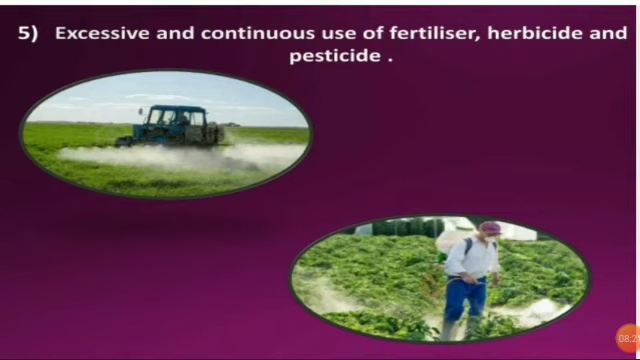 5) Excessive and continuous use of fertiliser, herbicide and
pesticide .